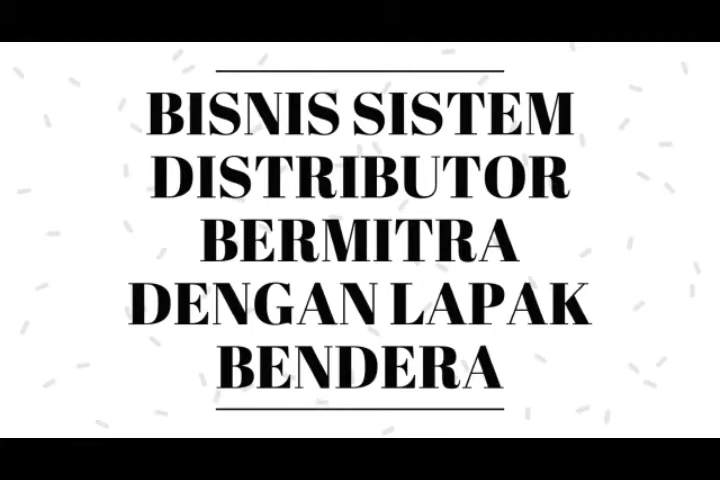 BISNIS SISTEM
DISTRIBUTOR
BERMITRA
DENGAN LAPAK
BENDERA